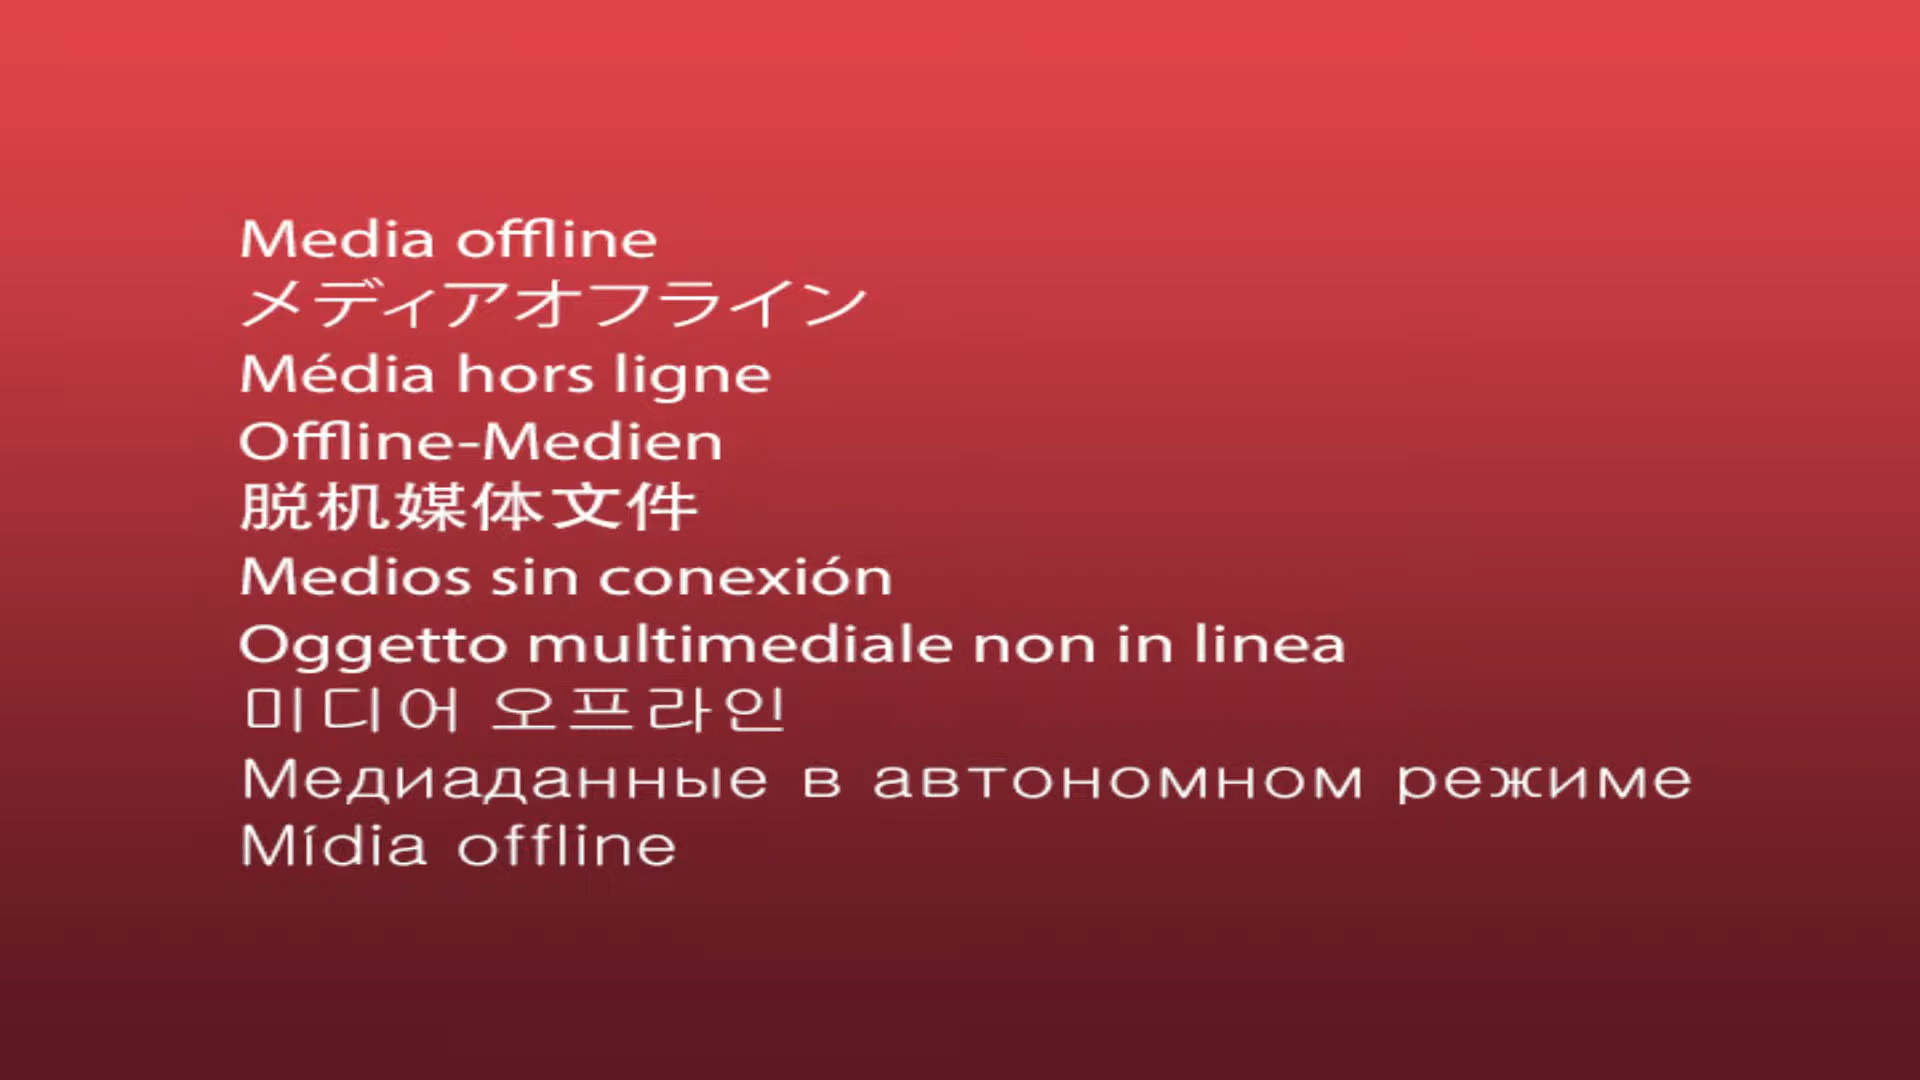 Media offline
メディアオフライン
Média hors ligne
Offline-Medien
脱机媒体文件
Medios sin conexión
Oggetto multimediale non in linea
미디어 오프라인
Медиаданные в автономном режиме
Mídia offline